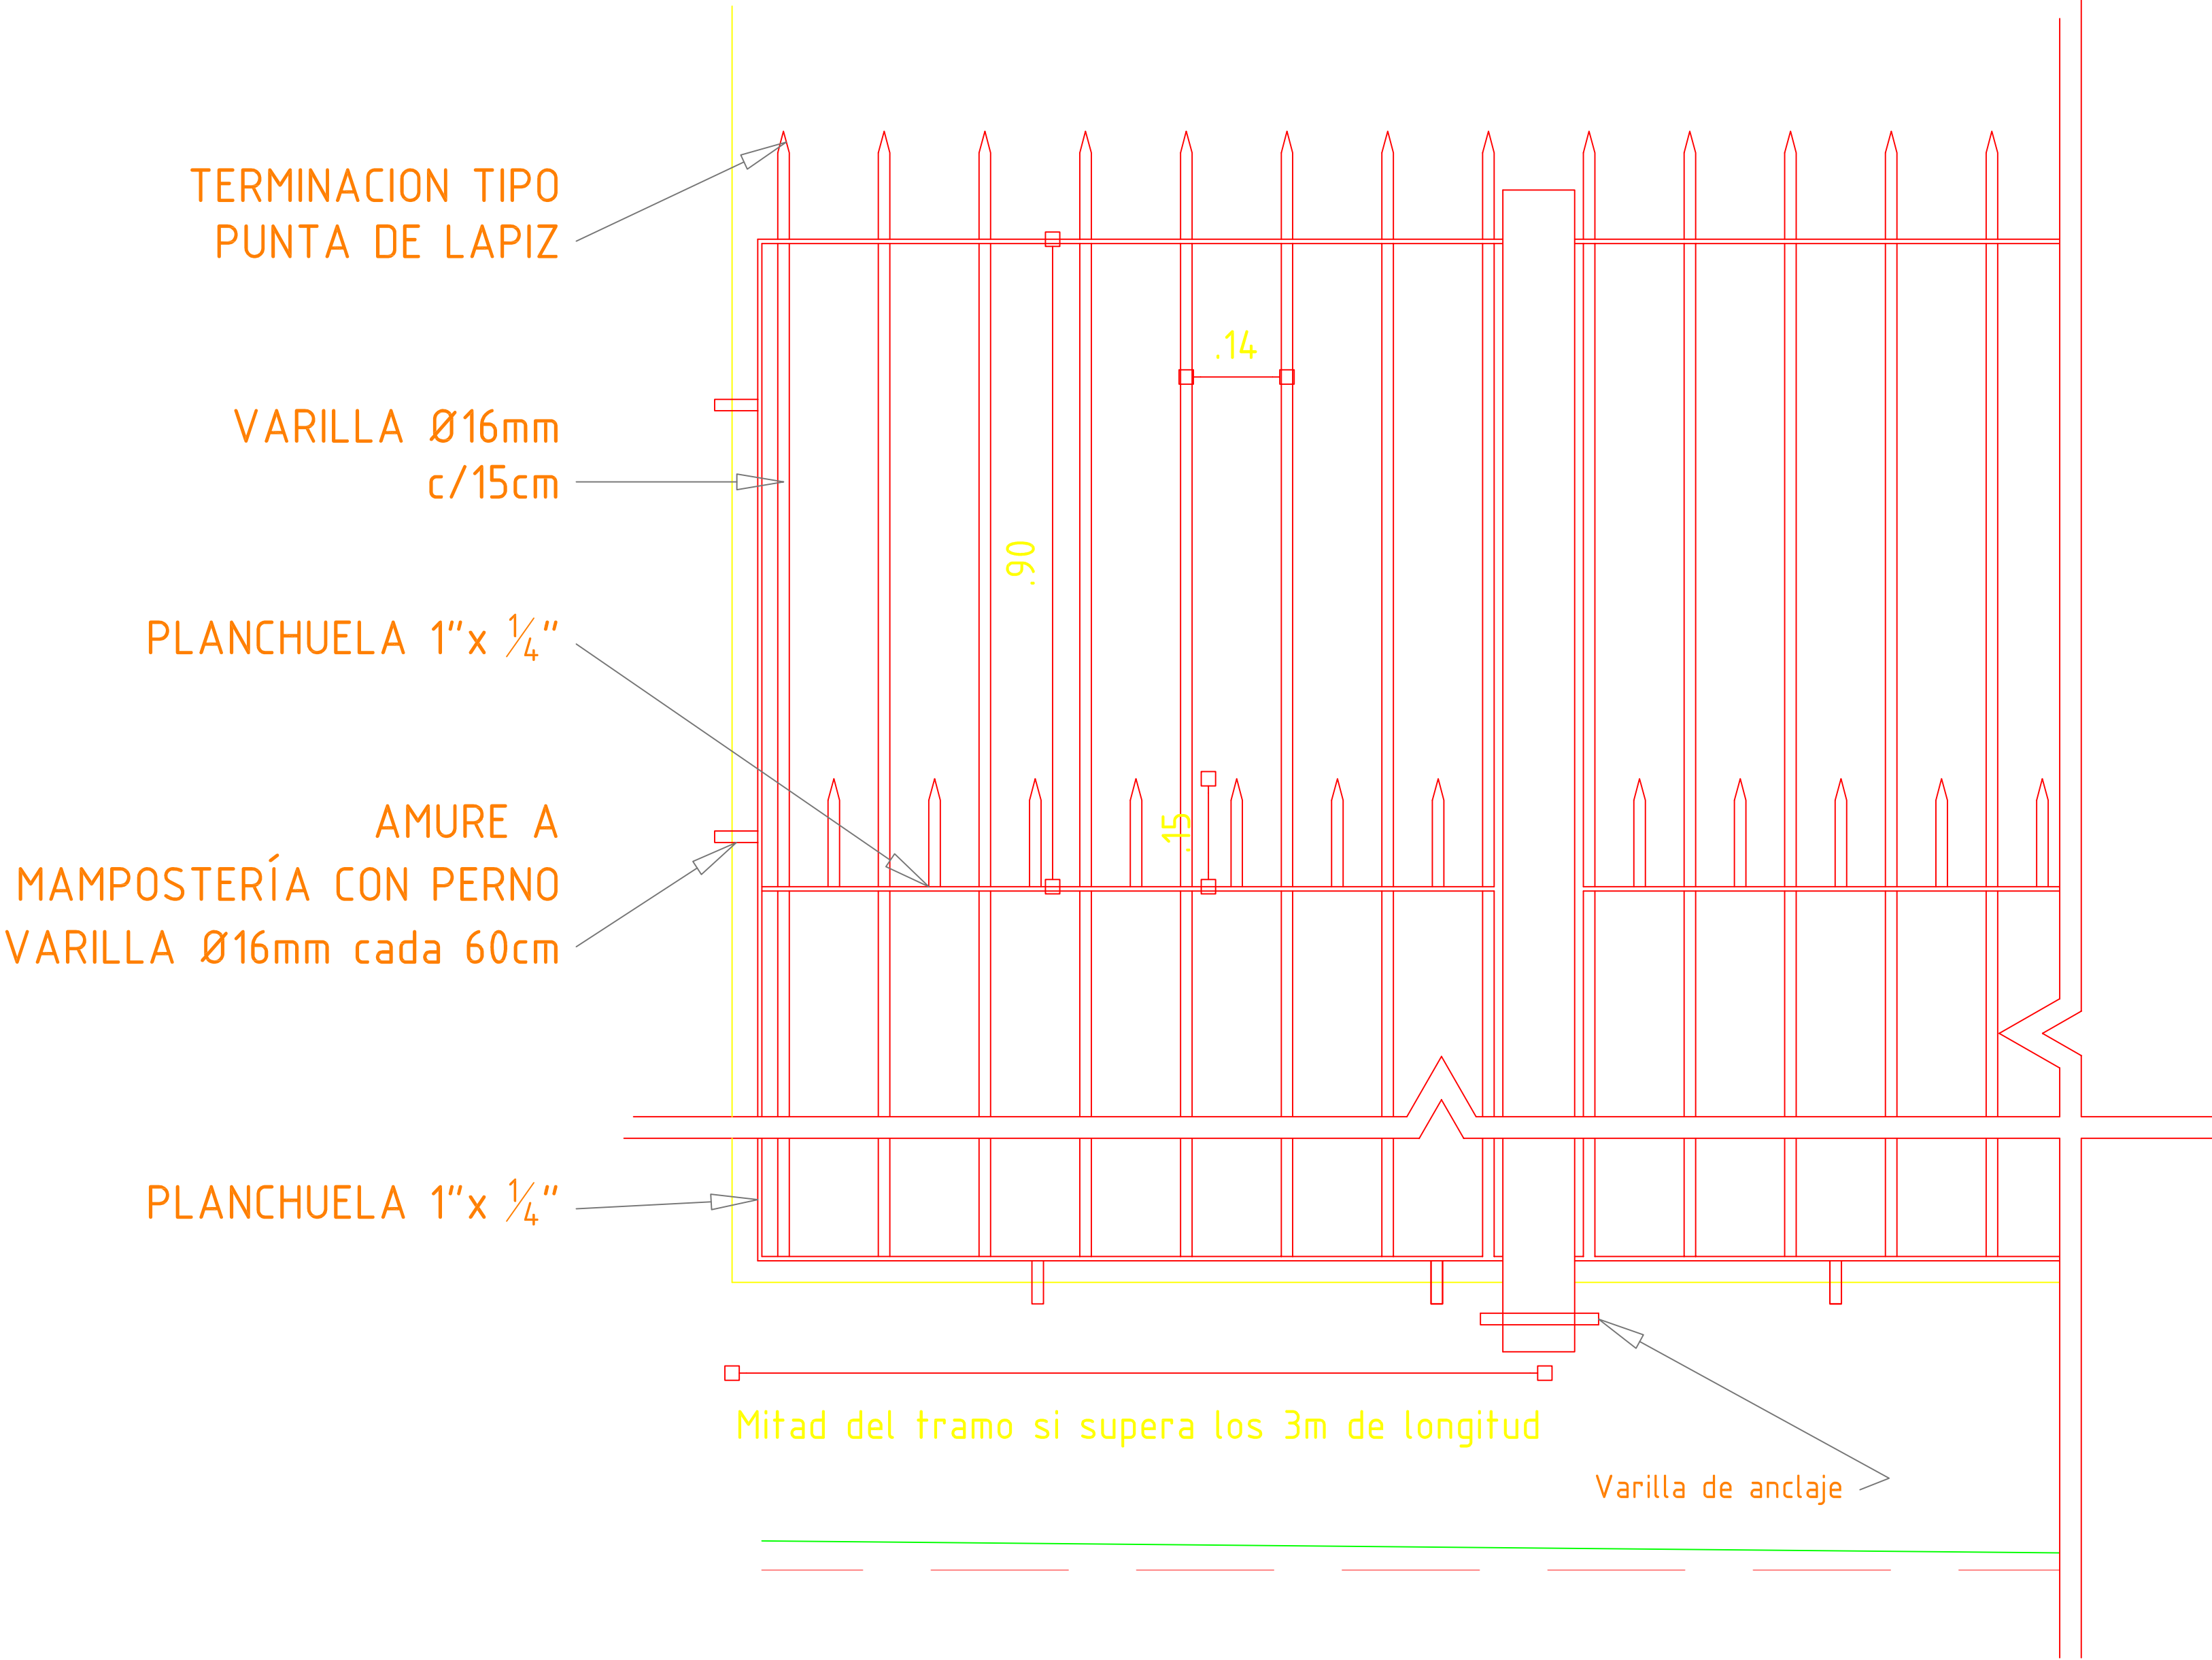 TERMINACION TIPO
PUNTA DE LAPIZ
.14
VARILLA Ø16mm
c/15cm
.90
PLANCHUELA 1"x ¼"
.15
AMURE A
MAMPOSTERÍA CON PERNO
VARILLA Ø16mm cada 60cm
PLANCHUELA 1"x ¼"
Mitad del tramo si supera los 3m de longitud
Varilla de anclaje